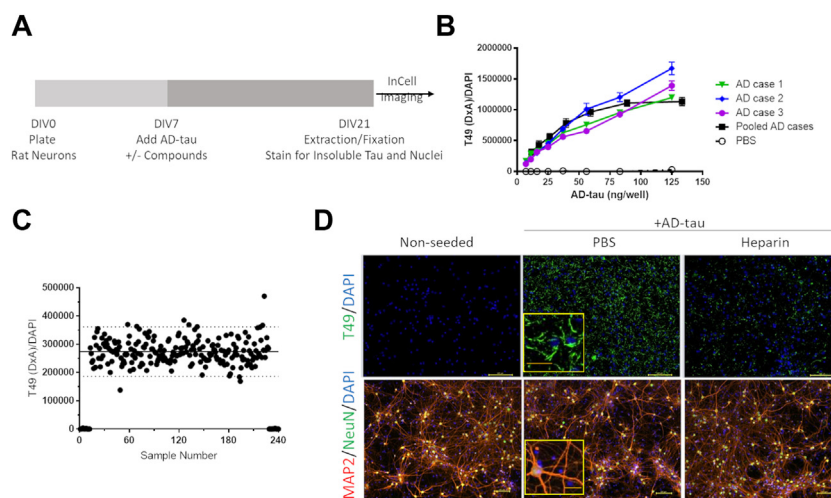 A
InCell
Imaging
DIV0
Plate
Rat Neurons
DIV7
Add AD-tau
+/- Compounds
DIV21
Extraction/Fixation
Stain for Insoluble Tau and Nuclei
B
T49 (DxA)/DAPI
2000000
1500000
1000000
500000
0
0 50 100 150
AD-tau (ng/well)
AD case 1
AD case 2
AD case 3
Pooled AD cases
PBS
C
T49 (DxA)/DAPI
500000
400000
300000
200000
100000
0
0 60 120 180 240
Sample Number
D
+AD-tau
Non-seeded PBS Heparin
T49/DAPI
MAP2/NeuN/DAPI